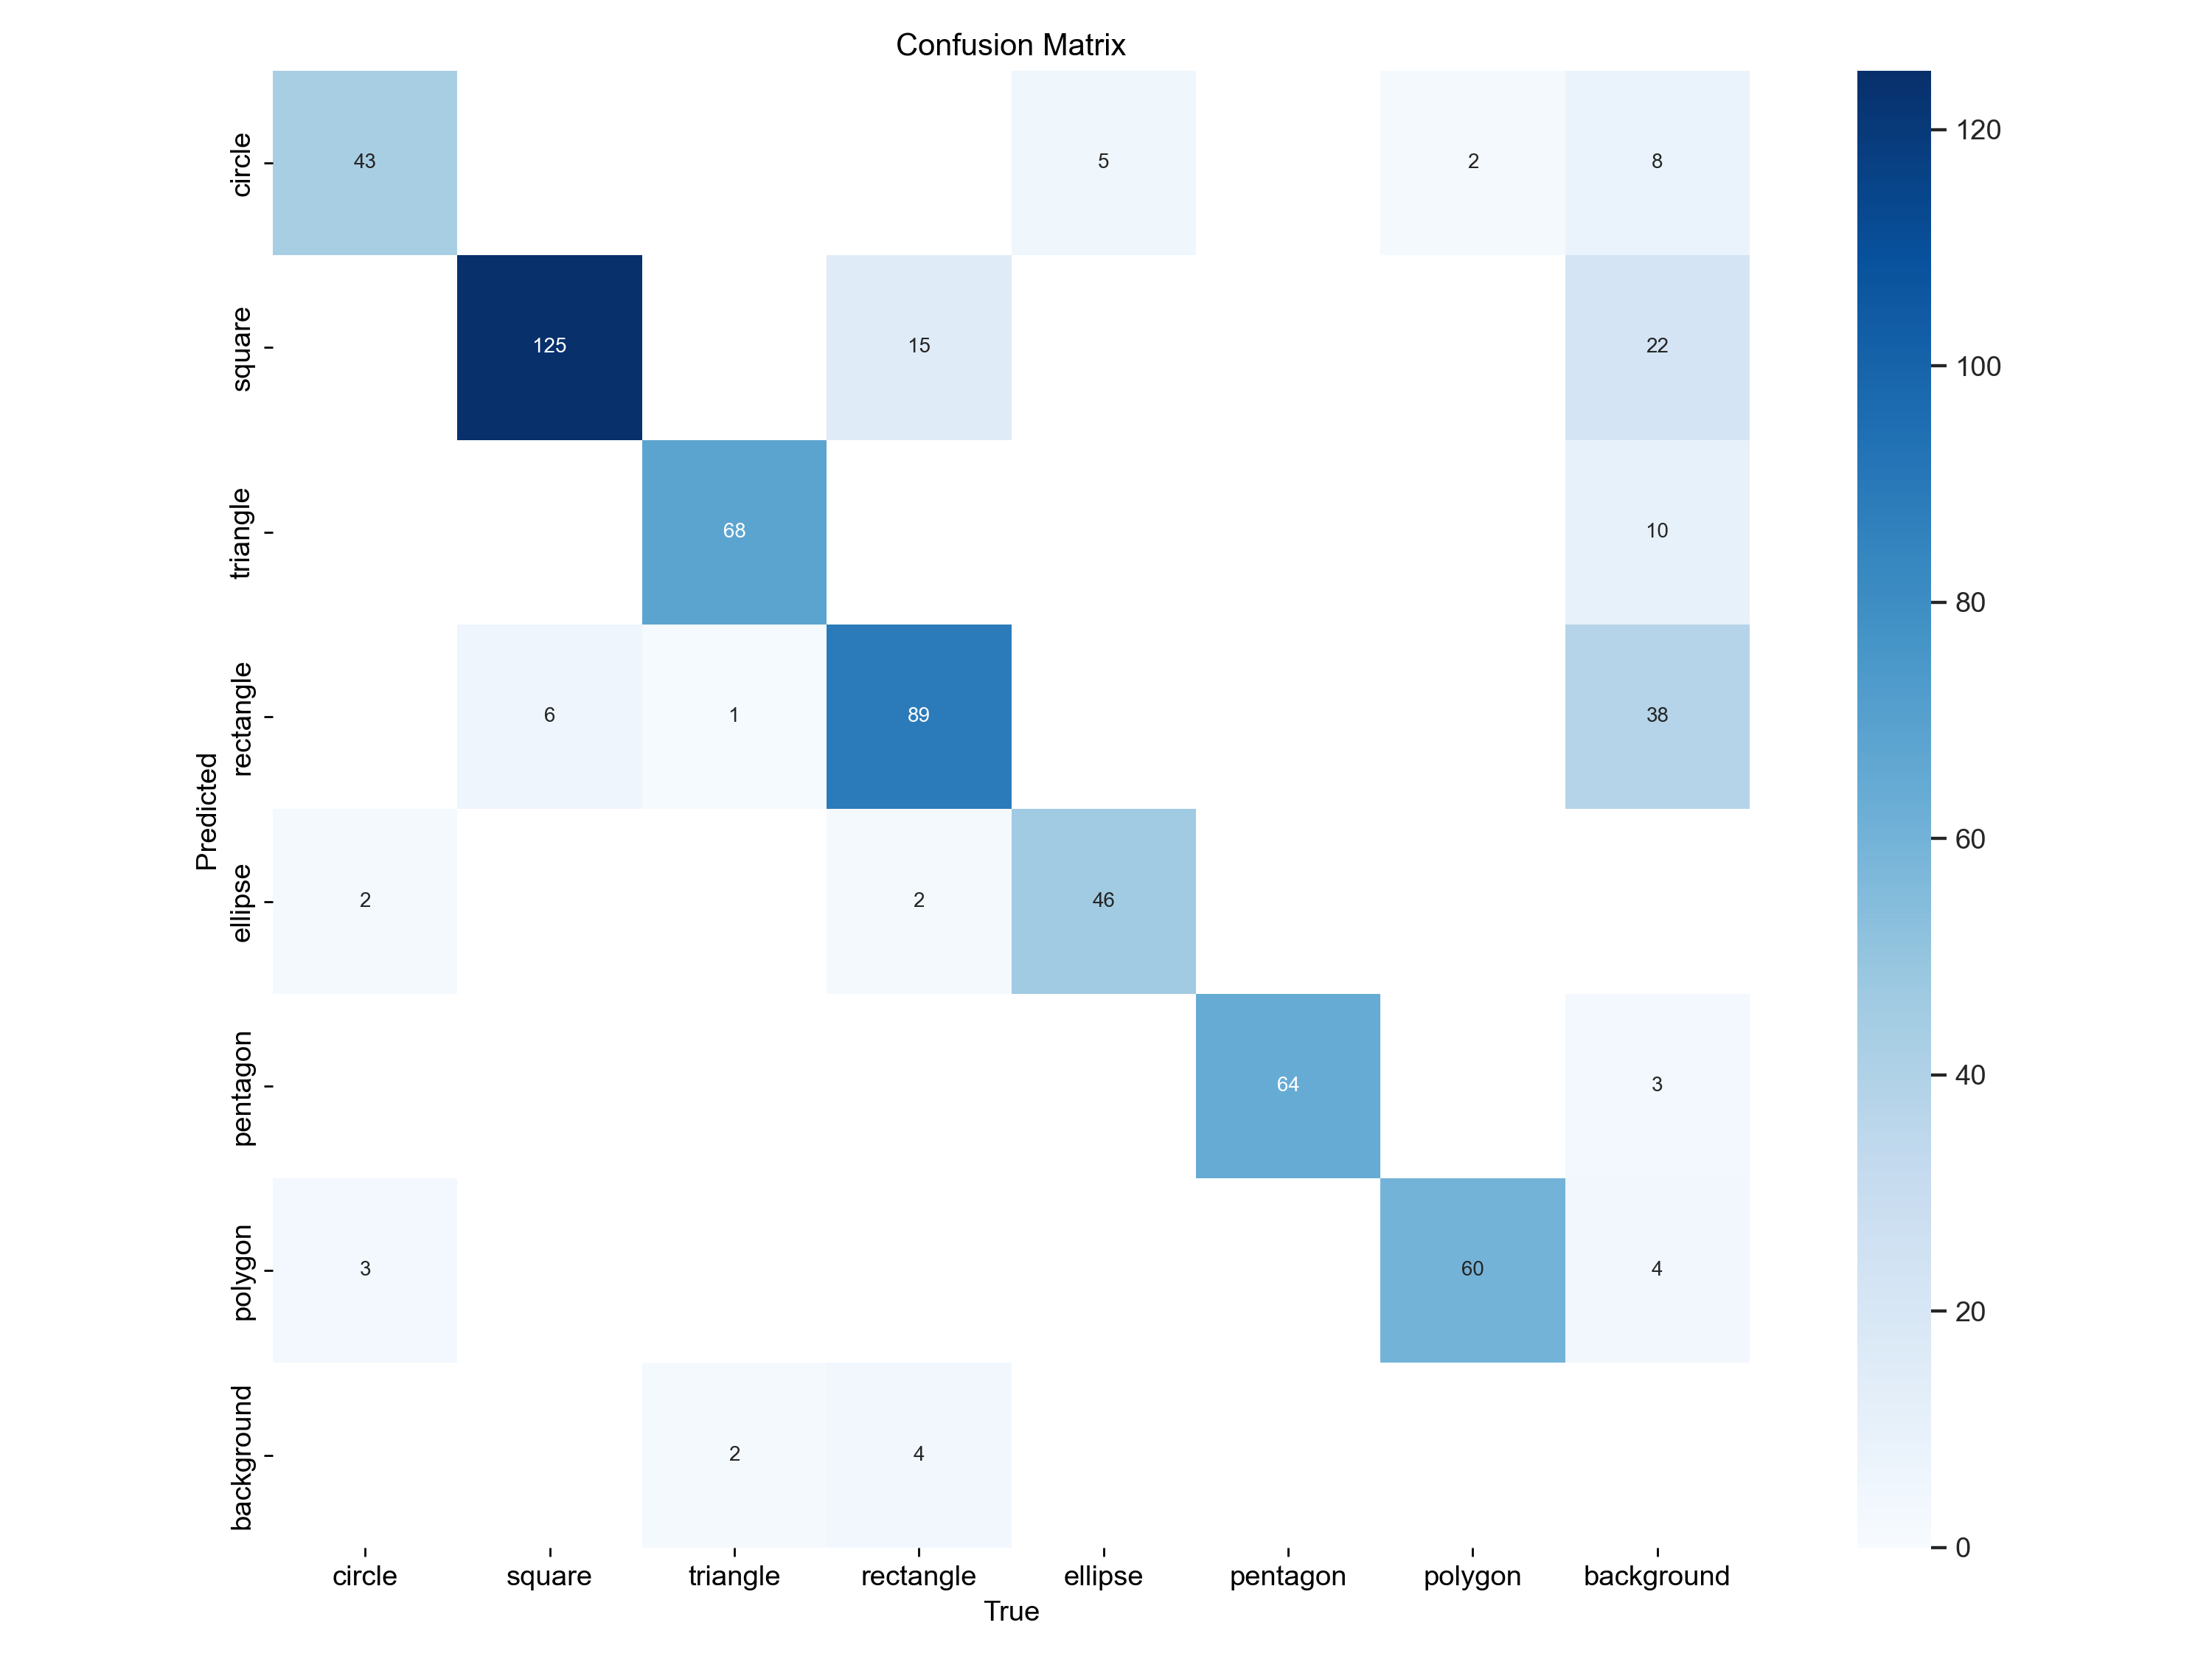 Confusion Matrix
Predicted
circle 43 5 2 8
square 125 15 22
triangle 68 10
rectangle 6 1 89 38
ellipse 2 2 46
pentagon 64 3
polygon 3 60 4
background 2 4
circle square triangle rectangle ellipse pentagon polygon background
True
120
100
80
60
40
20
0